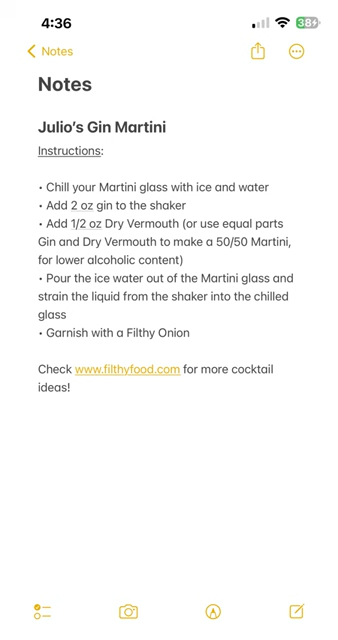 4:36
38
Notes
Notes
Julio's Gin Martini
Instructions:
• Chill your Martini glass with ice and water
• Add 2 oz gin to the shaker
• Add 1/2 oz Dry Vermouth (or use equal parts
Gin and Dry Vermouth to make a 50/50 Martini,
for lower alcoholic content)
• Pour the ice water out of the Martini glass and
strain the liquid from the shaker into the chilled
glass
• Garnish with a Filthy Onion
Check www.filthyfood.com for more cocktail
ideas!